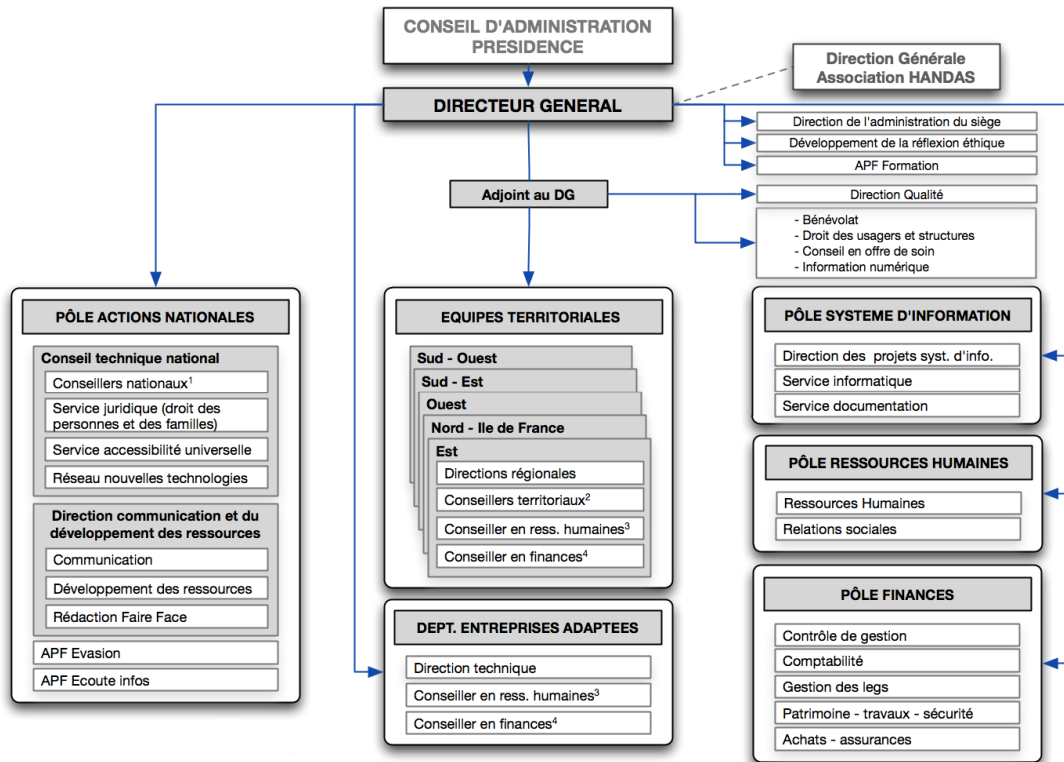 CONSEIL D'ADMINISTRATION
PRESIDENCE
Direction Générale
Association HANDAS
DIRECTEUR GENERAL
Direction de l'administration du siège
Développement de la réflexion éthique
APF Formation
Adjoint au DG
Direction Qualité
- Bénévolat
- Droit des usagers et structures
- Conseil en offre de soin
- Information numérique
PÔLE ACTIONS NATIONALES
Conseil technique national
Conseillers nationaux¹
Service juridique (droit des
personnes et des familles)
Service accessibilité universelle
Réseau nouvelles technologies
Direction communication et du
développement des ressources
Communication
Développement des ressources
Rédaction Faire Face
APF Evasion
APF Ecoute infos
EQUIPES TERRITORIALES
Sud - Ouest
Sud - Est
Ouest
Nord - Ile de France
Est
Directions régionales
Conseillers territoriaux²
Conseiller en ress. humaines³
Conseiller en finances⁴
DEPT. ENTREPRISES ADAPTEES
Direction technique
Conseiller en ress. humaines³
Conseiller en finances⁴
PÔLE SYSTEME D'INFORMATION
Direction des projets syst. d'info.
Service informatique
Service documentation
PÔLE RESSOURCES HUMAINES
Ressources Humaines
Relations sociales
PÔLE FINANCES
Contrôle de gestion
Comptabilité
Gestion des legs
Patrimoine - travaux - sécurité
Achats - assurances